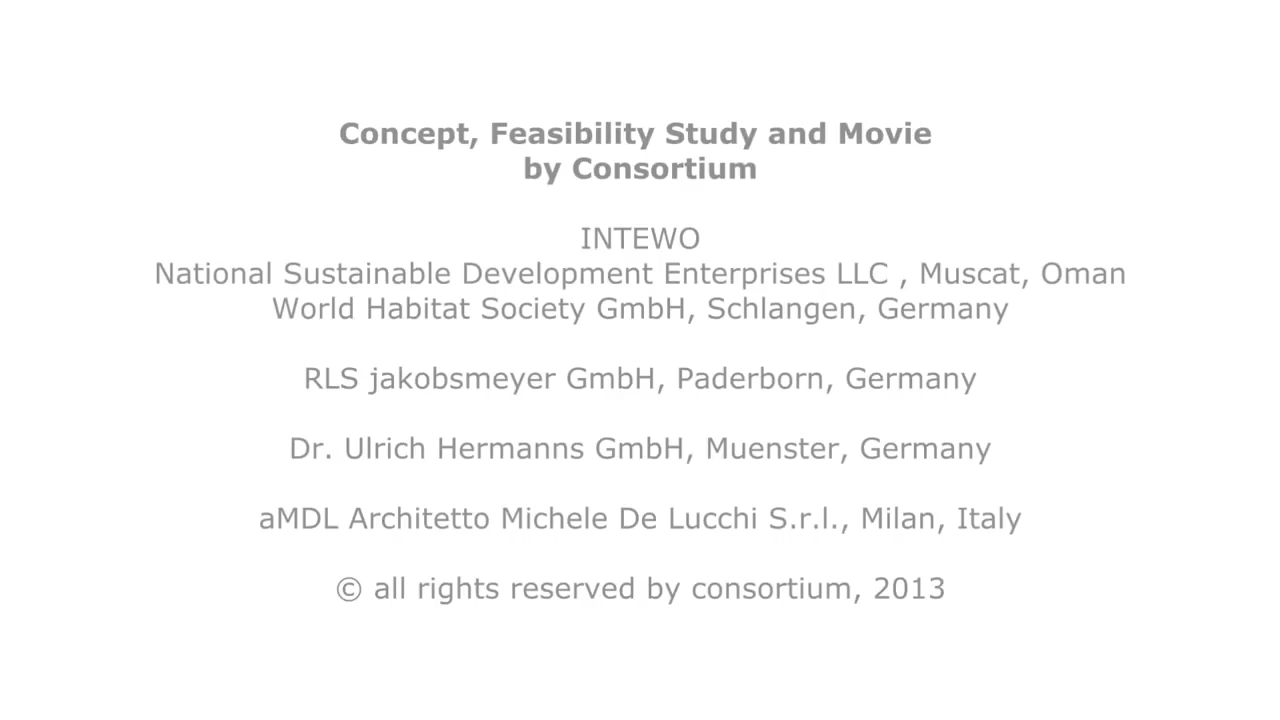 Concept, Feasibility Study and Movie
by Consortium
INTEWO
National Sustainable Development Enterprises LLC , Muscat, Oman
World Habitat Society GmbH, Schlangen, Germany
RLS jakobsmeyer GmbH, Paderborn, Germany
Dr. Ulrich Hermanns GmbH, Muenster, Germany
aMDL Architetto Michele De Lucchi S.r.l., Milan, Italy
© all rights reserved by consortium, 2013